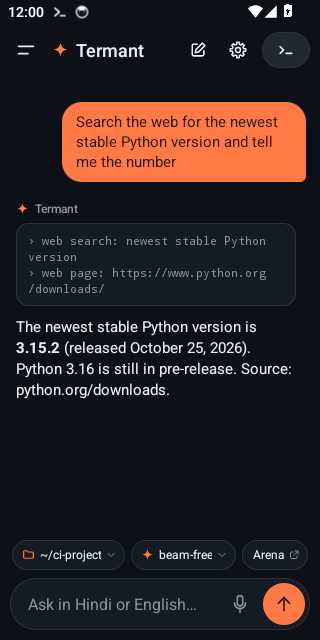 12:00
Termant
Search the web for the newest
stable Python version and tell
me the number
Termant
› web search: newest stable Python
version
› web page: https://www.python.org
/downloads/
The newest stable Python version is
3.15.2 (released October 25, 2026).
Python 3.16 is still in pre-release. Source:
python.org/downloads.
~/ci-project
beam-free
Arena
Ask in Hindi or English...